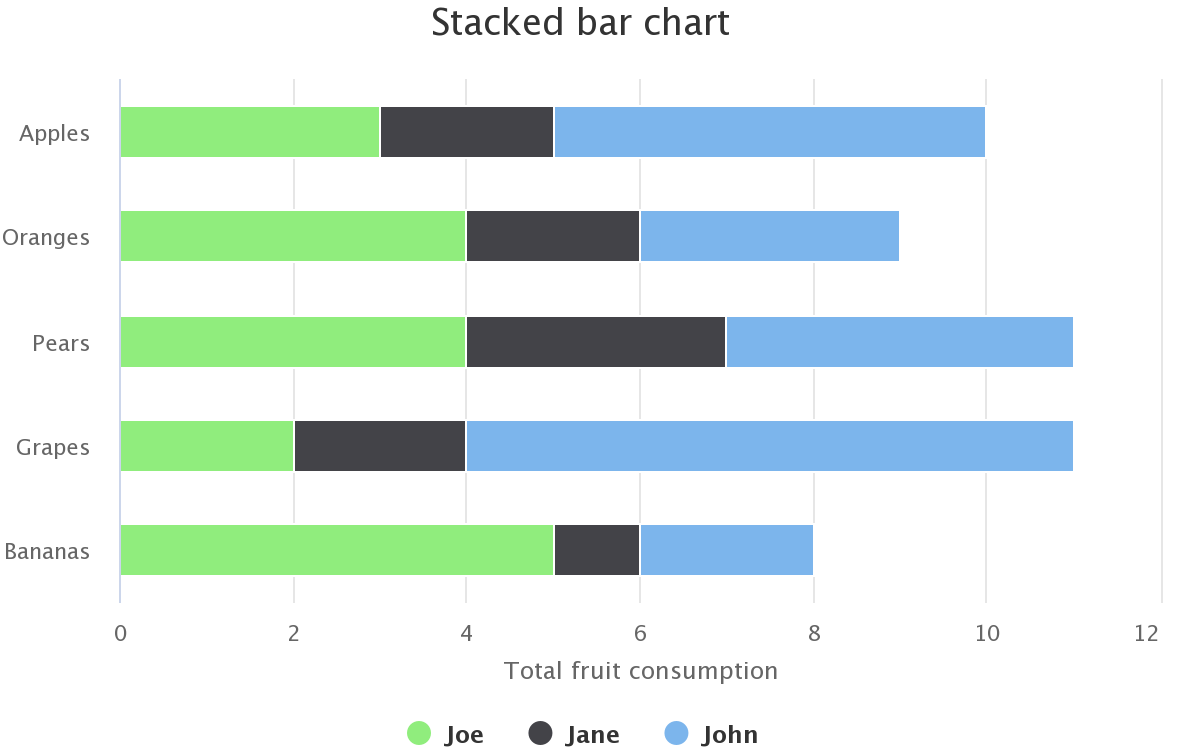 Stacked bar chart
Apples
Oranges
Pears
Grapes
Bananas
0 2 4 6 8 10 12
Total fruit consumption
Joe Jane John